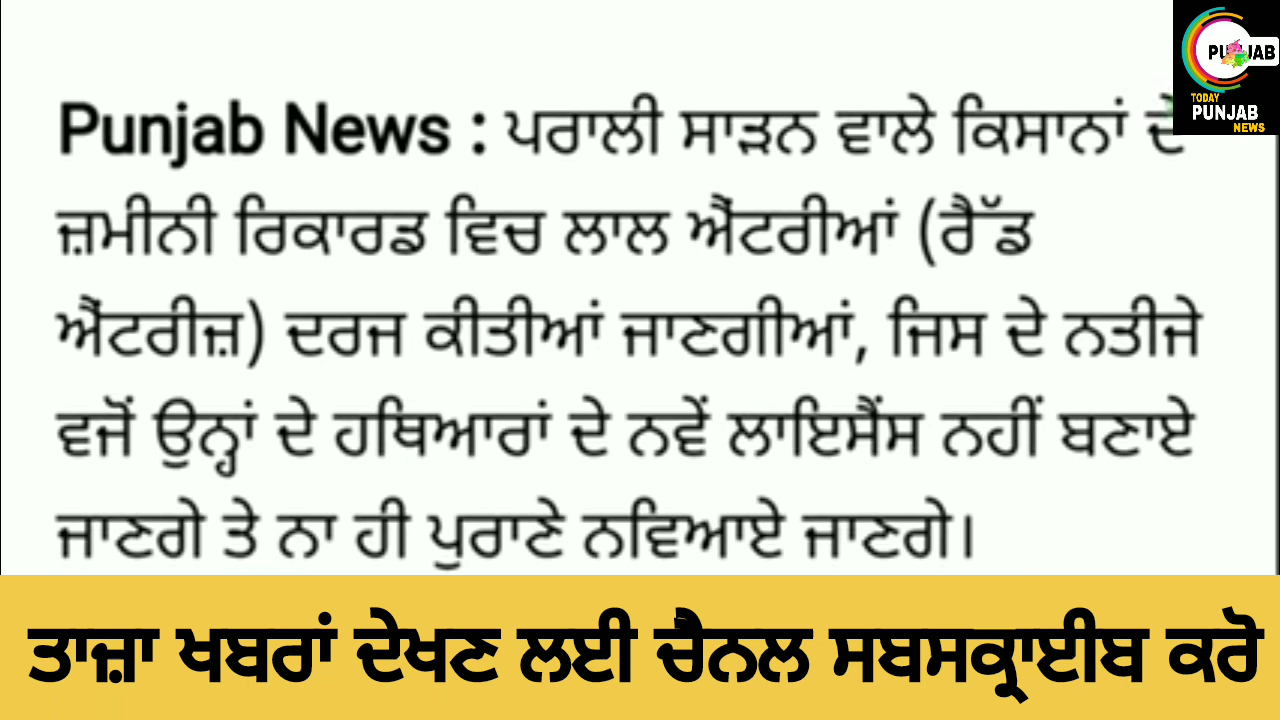 Punjab News : ਪਰਾਲੀ ਸਾੜਨ ਵਾਲੇ ਕਿਸਾਨਾਂ ਦੇ
ਜ਼ਮੀਨੀ ਰਿਕਾਰਡ ਵਿਚ ਲਾਲ ਐਂਟਰੀਆਂ (ਰੈੱਡ
ਐਂਟਰੀਜ਼) ਦਰਜ ਕੀਤੀਆਂ ਜਾਣਗੀਆਂ, ਜਿਸ ਦੇ ਨਤੀਜੇ
ਵਜੋਂ ਉਨ੍ਹਾਂ ਦੇ ਹਥਿਆਰਾਂ ਦੇ ਨਵੇਂ ਲਾਇਸੈਂਸ ਨਹੀਂ ਬਣਾਏ
ਜਾਣਗੇ ਤੇ ਨਾ ਹੀ ਪੁਰਾਣੇ ਨਵਿਆਏ ਜਾਣਗੇ।
PUNJAB
TODAY
PUNJAB
NEWS
ਤਾਜ਼ਾ ਖਬਰਾਂ ਦੇਖਣ ਲਈ ਚੈਨਲ ਸਬਸਕ੍ਰਾਈਬ ਕਰੋ